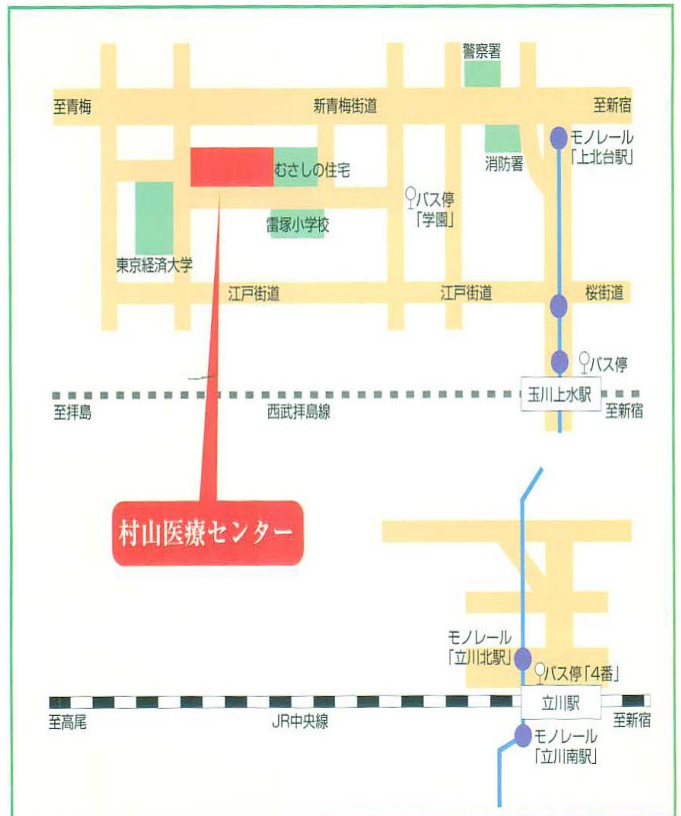 警察署
至青梅
新青梅街道
至新宿
モノレール
「上北台駅」
消防署
むさしの住宅
バス停
「学園」
雷塚小学校
東京経済大学
江戸街道
江戸街道
桜街道
バス停
玉川上水駅
至拝島
西武拝島線
至新宿
村山医療センター
モノレール
「立川北駅」
バス停「4番」
立川駅
至高尾
JR中央線
至新宿
モノレール
「立川南駅」